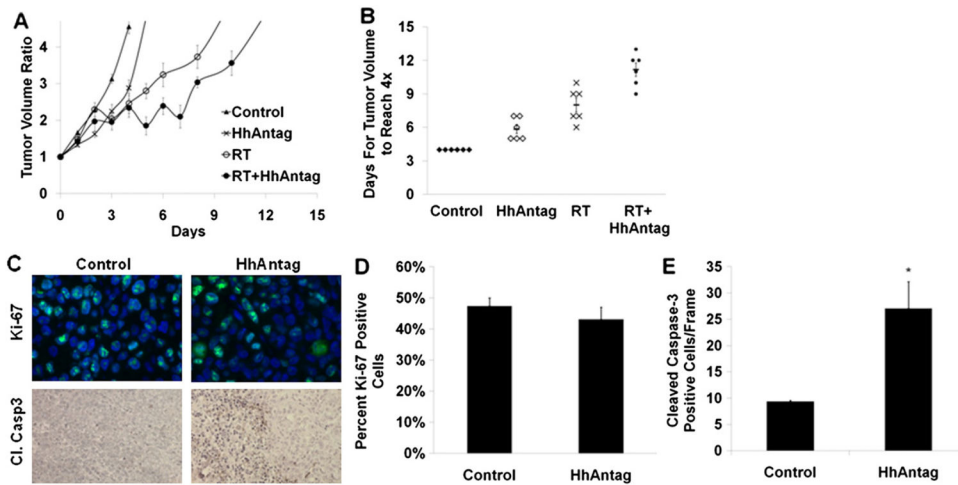 A
Tumor Volume Ratio
4
3
2
1
0
0
3
6
9
12
15
Days
Control
HhAntag
RT
RT+HhAntag
B
Days For Tumor Volume
to Reach 4x
15
12
9
6
3
0
Control
HhAntag
RT
RT+
HhAntag
C
Control
HhAntag
Ki-67
Cl. Casp3
D
Percent Ki-67 Positive
Cells
60%
50%
40%
30%
20%
10%
0%
Control
HhAntag
E
Cleaved Caspase-3
Positive Cells/Frame
35
30
25
20
15
10
5
0
*
Control
HhAntag